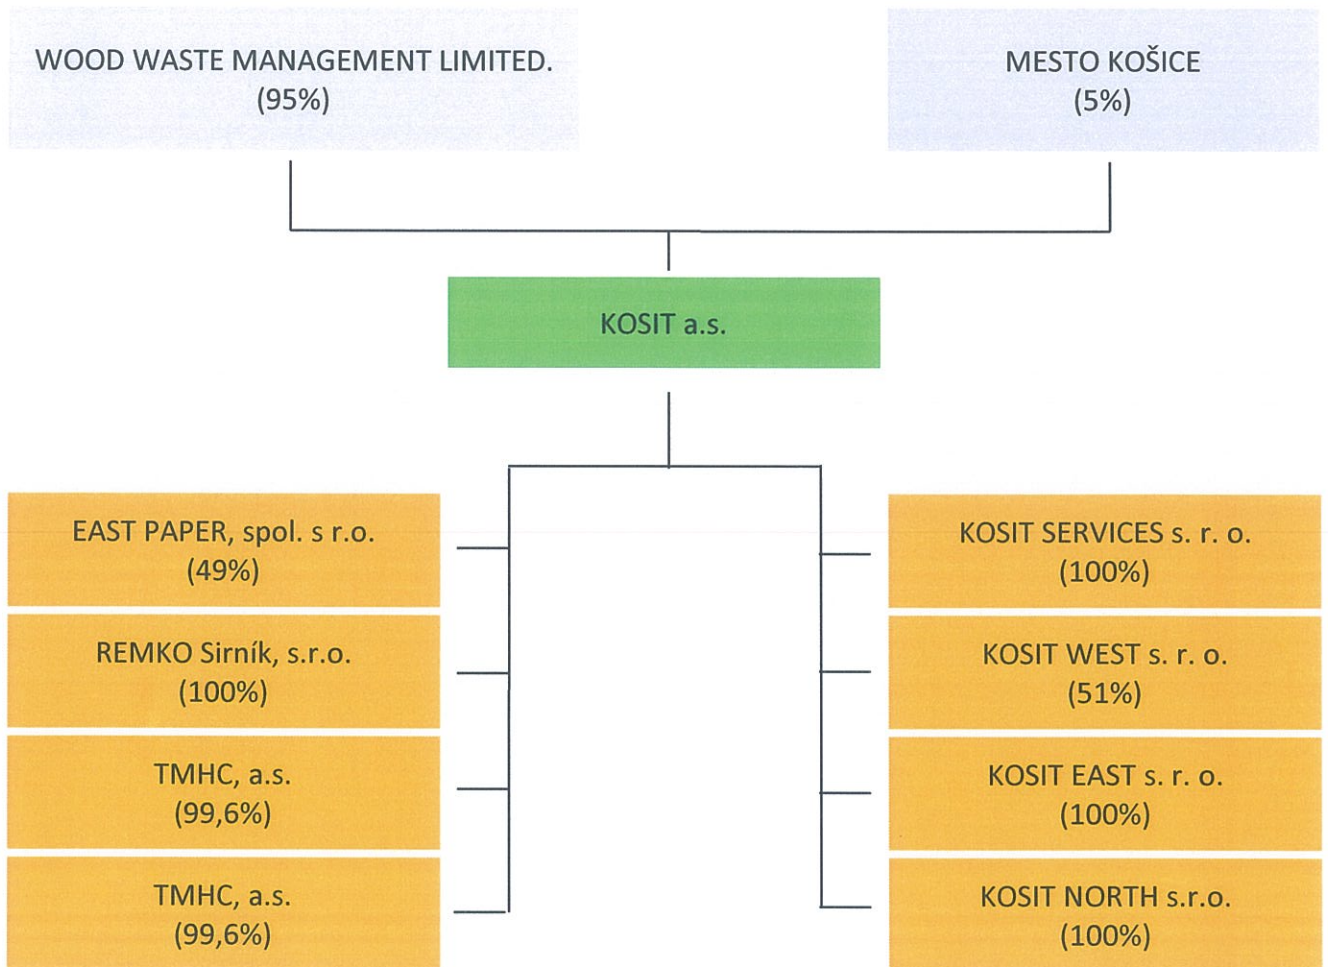 WOOD WASTE MANAGEMENT LIMITED.
(95%)
MESTO KOŠICE
(5%)
KOSIT a.s.
EAST PAPER, spol. s r.o.
(49%)
REMKO Sirník, s.r.o.
(100%)
TMHC, a.s.
(99,6%)
TMHC, a.s.
(99,6%)
KOSIT SERVICES s. r. o.
(100%)
KOSIT WEST s. r. o.
(51%)
KOSIT EAST s. r. o.
(100%)
KOSIT NORTH s.r.o.
(100%)